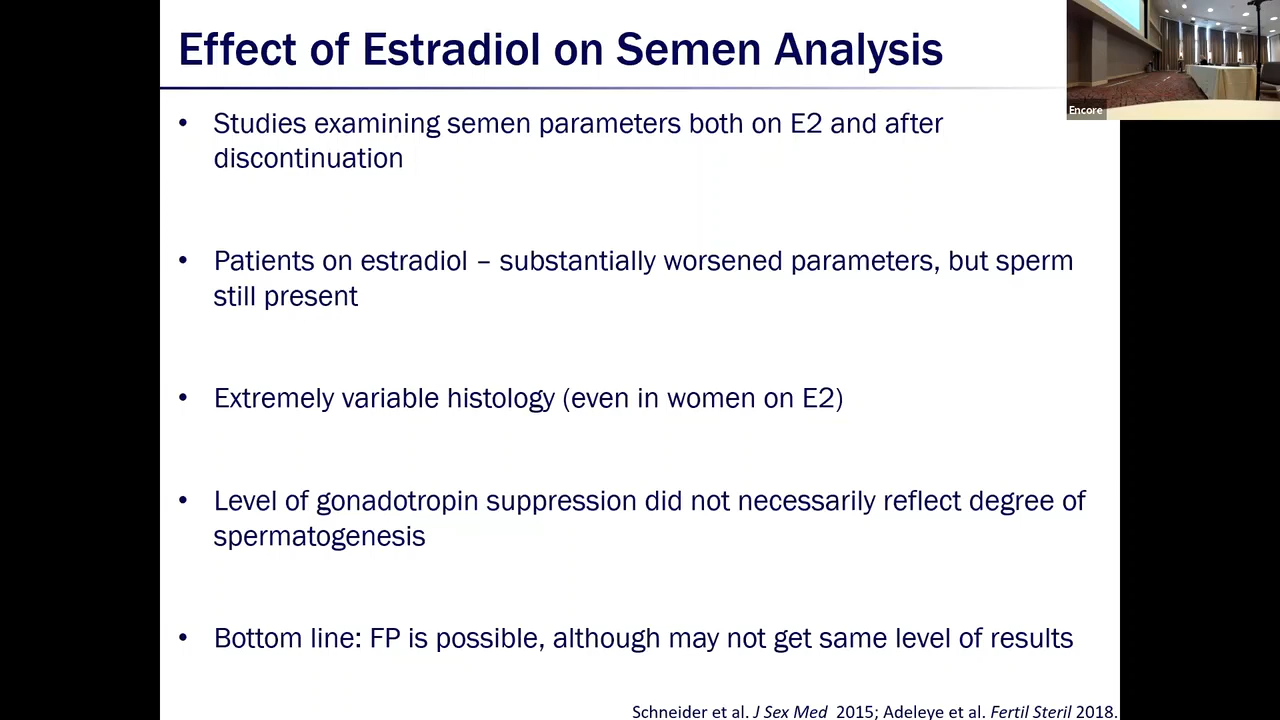 Effect of Estradiol on Semen Analysis
Encore
• Studies examining semen parameters both on E2 and after
discontinuation
• Patients on estradiol – substantially worsened parameters, but sperm
still present
• Extremely variable histology (even in women on E2)
• Level of gonadotropin suppression did not necessarily reflect degree of
spermatogenesis
• Bottom line: FP is possible, although may not get same level of results
Schneider et al. J Sex Med 2015; Adeleye et al. Fertil Steril 2018.